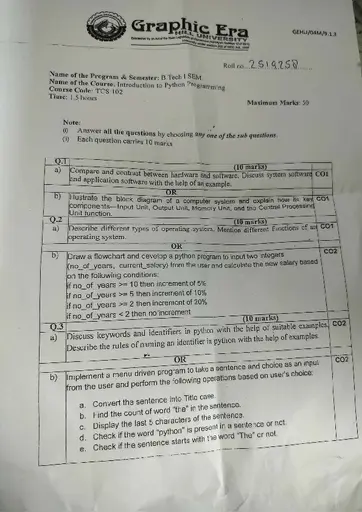 Graphic Era
HILL UNIVERSITY
Roll no. 2519258
Name of the Program & Semester: B.Tech I SEM
Name of the Course: Introduction to Python Programming
Course Code: TCS 102
Time: 1.5 hours
Maximum Marks: 50
Note:
(i) Answer all the questions by choosing any one of the sub questions.
(ii) Each question carries 10 marks
Q.1 (10 marks)
a) Compare and contrast between hardware and software. Discuss system software CO1
and application software with the help of an example.
OR
b) Illustrate the block diagram of a computer system and explain how its key CO1
components—Input Unit, Output Unit, Memory Unit, and the Central Processing
Unit function.
Q.2 (10 marks)
a) Describe different types of operating system. Mention different functions of an CO1
operating system.
OR
b) Draw a flowchart and develop a python program to input two integers CO2
(no_of_years, current_salary) from the user and calculate the new salary based
on the following conditions:
if no_of_years >= 10 then increment of 5%
if no_of_years >= 5 then increment of 10%
if no_of_years >= 2 then increment of 20%
if no_of_years < 2 then no increment
Q.3 (10 marks)
a) Discuss keywords and identifiers in python with the help of suitable examples. CO2
Describe the rules of naming an identifier in python with the help of examples.
OR
b) Implement a menu driven program to take a sentence and choice as an input CO2
from the user and perform the following operations based on user's choice:
a. Convert the sentence into Title case.
b. Find the count of word "the" in the sentence.
c. Display the last 5 characters of the sentence.
d. Check if the word "python" is present in a sentence or not.
e. Check if the sentence starts with the word "The" or not.